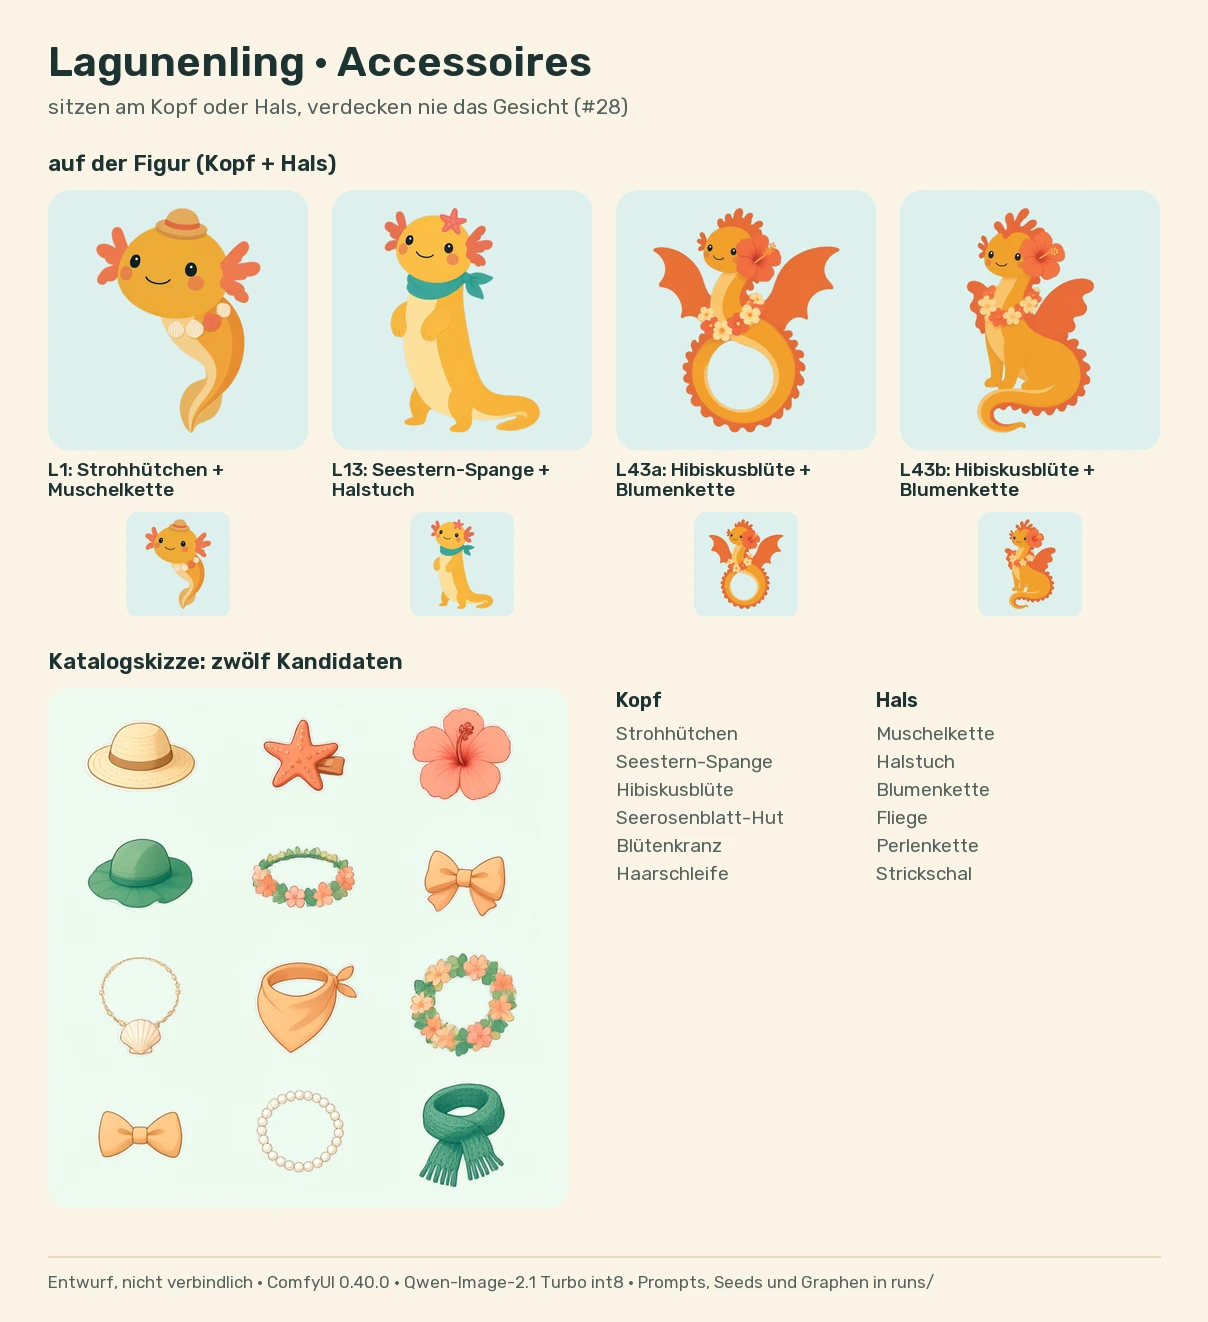 Lagunenling • Accessoires
sitzen am Kopf oder Hals, verdecken nie das Gesicht (#28)
auf der Figur (Kopf + Hals)
L1: Strohhütchen +
Muschelkette
L13: Seestern-Spange +
Halstuch
L43a: Hibiskusblüte +
Blumenkette
L43b: Hibiskusblüte +
Blumenkette
Katalogskizze: zwölf Kandidaten
Kopf
Strohhütchen
Seestern-Spange
Hibiskusblüte
Seerosenblatt-Hut
Blütenkranz
Haarschleife
Hals
Muschelkette
Halstuch
Blumenkette
Fliege
Perlenkette
Strickschal
Entwurf, nicht verbindlich • ComfyUI 0.40.0 • Qwen-Image-2.1 Turbo int8 • Prompts, Seeds und Graphen in runs/